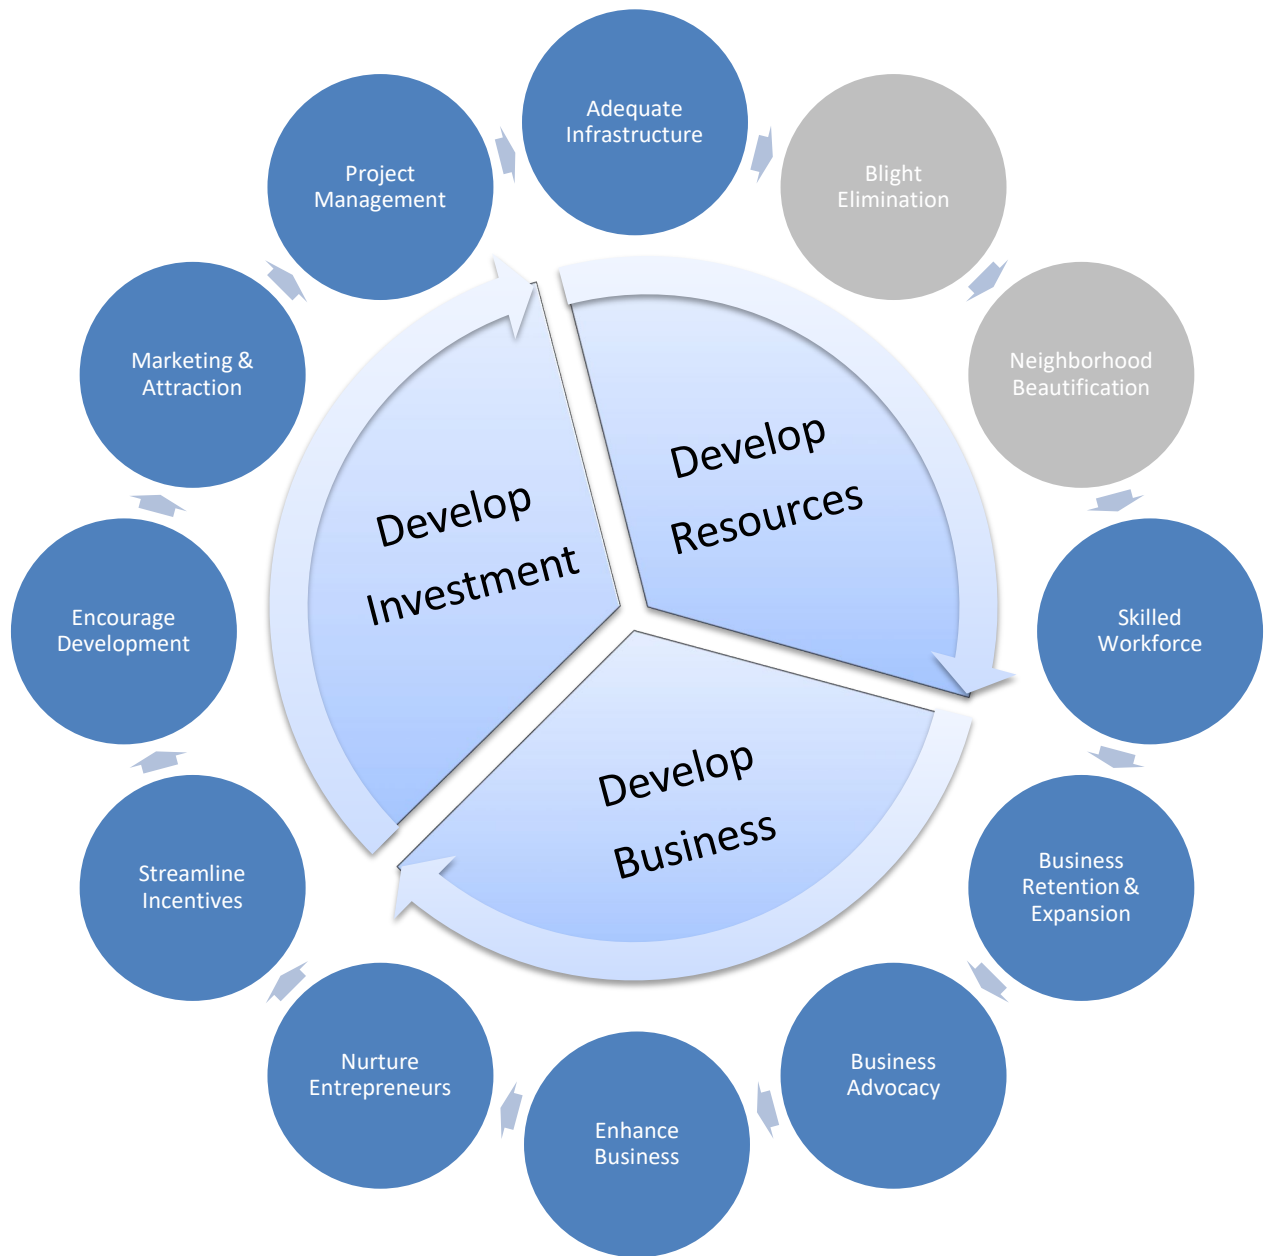 Adequate
Infrastructure
Blight
Elimination
Neighborhood
Beautification
Skilled
Workforce
Business
Retention &
Expansion
Business
Advocacy
Enhance
Business
Nurture
Entrepreneurs
Streamline
Incentives
Encourage
Development
Marketing &
Attraction
Project
Management
Develop
Resources
Develop
Business
Develop
Investment